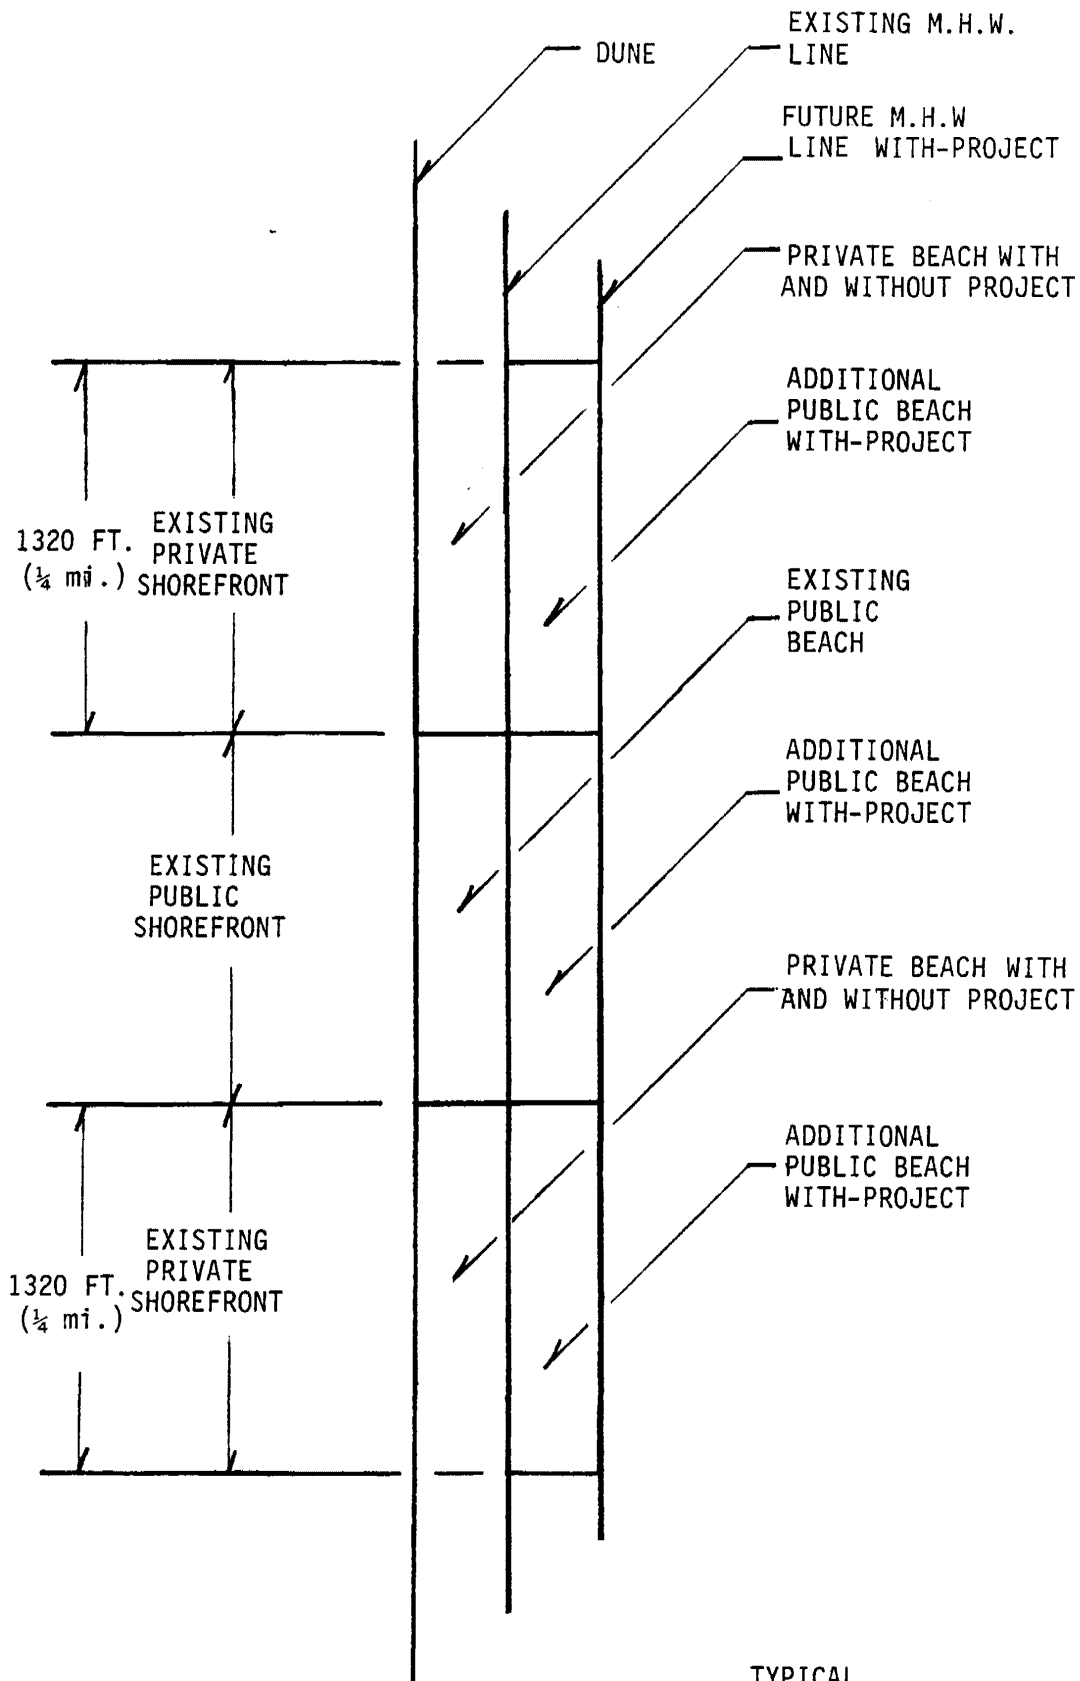 DUNE
EXISTING M.H.W.
LINE
FUTURE M.H.W
LINE WITH-PROJECT
PRIVATE BEACH WITH
AND WITHOUT PROJECT
ADDITIONAL
PUBLIC BEACH
WITH-PROJECT
1320 FT.
(¼ mi.)
EXISTING
PRIVATE
SHOREFRONT
EXISTING
PUBLIC
BEACH
ADDITIONAL
PUBLIC BEACH
WITH-PROJECT
EXISTING
PUBLIC
SHOREFRONT
PRIVATE BEACH WITH
AND WITHOUT PROJECT
ADDITIONAL
PUBLIC BEACH
WITH-PROJECT
1320 FT.
(¼ mi.)
EXISTING
PRIVATE
SHOREFRONT
TYPICAL